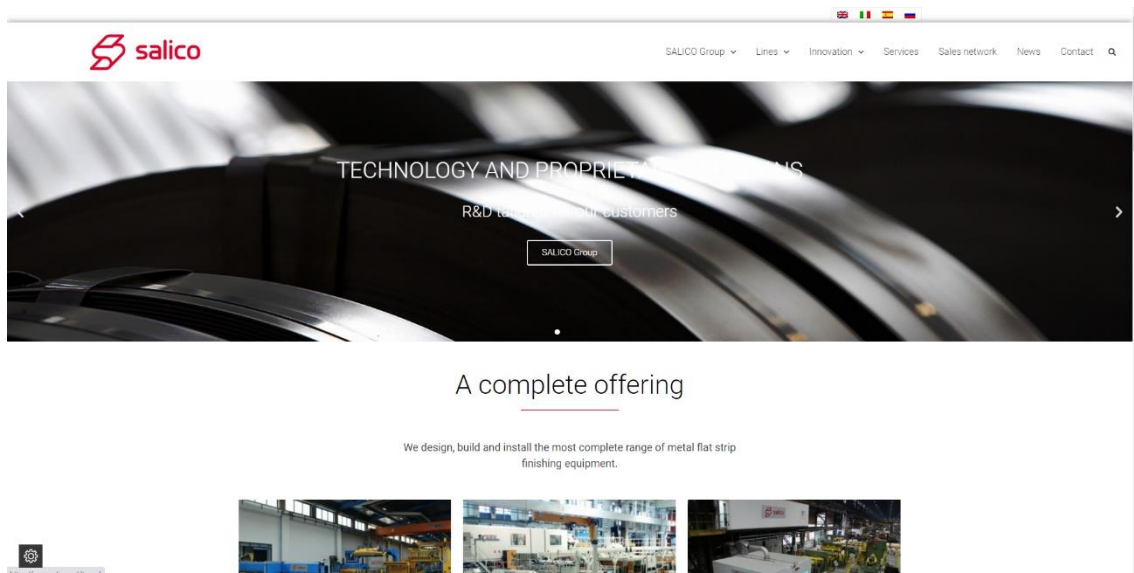 salico
SALICO Group
Lines
Innovation
Services
Sales network
News
Contact
TECHNOLOGY AND
R&D customers
SALICO Group
A complete offering
We design, build and install the most complete range of metal flat strip
finishing equipment.
salico